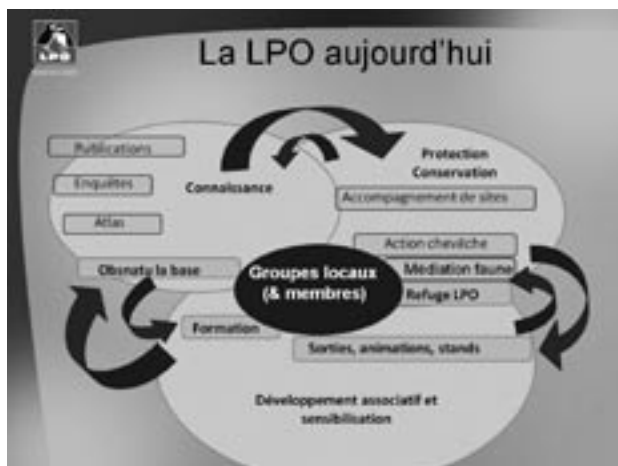 LPO
La LPO aujourd'hui
Publications
Enquêtes
Atlas
Connaissance
Protection
Conservation
Accompagnement de sites
Action chevêche
Obsnatu la base
Groupes locaux
(& membres)
Médiation faune
Refuge LPO
Formation
Sorties, animations, stands
Développement associatif et
sensibilisation